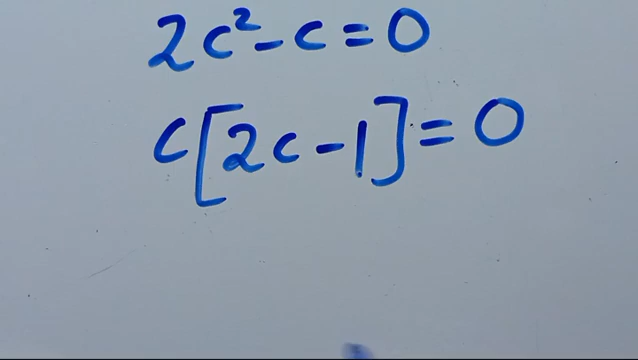 2c² - c = 0
c[2c - 1] = 0